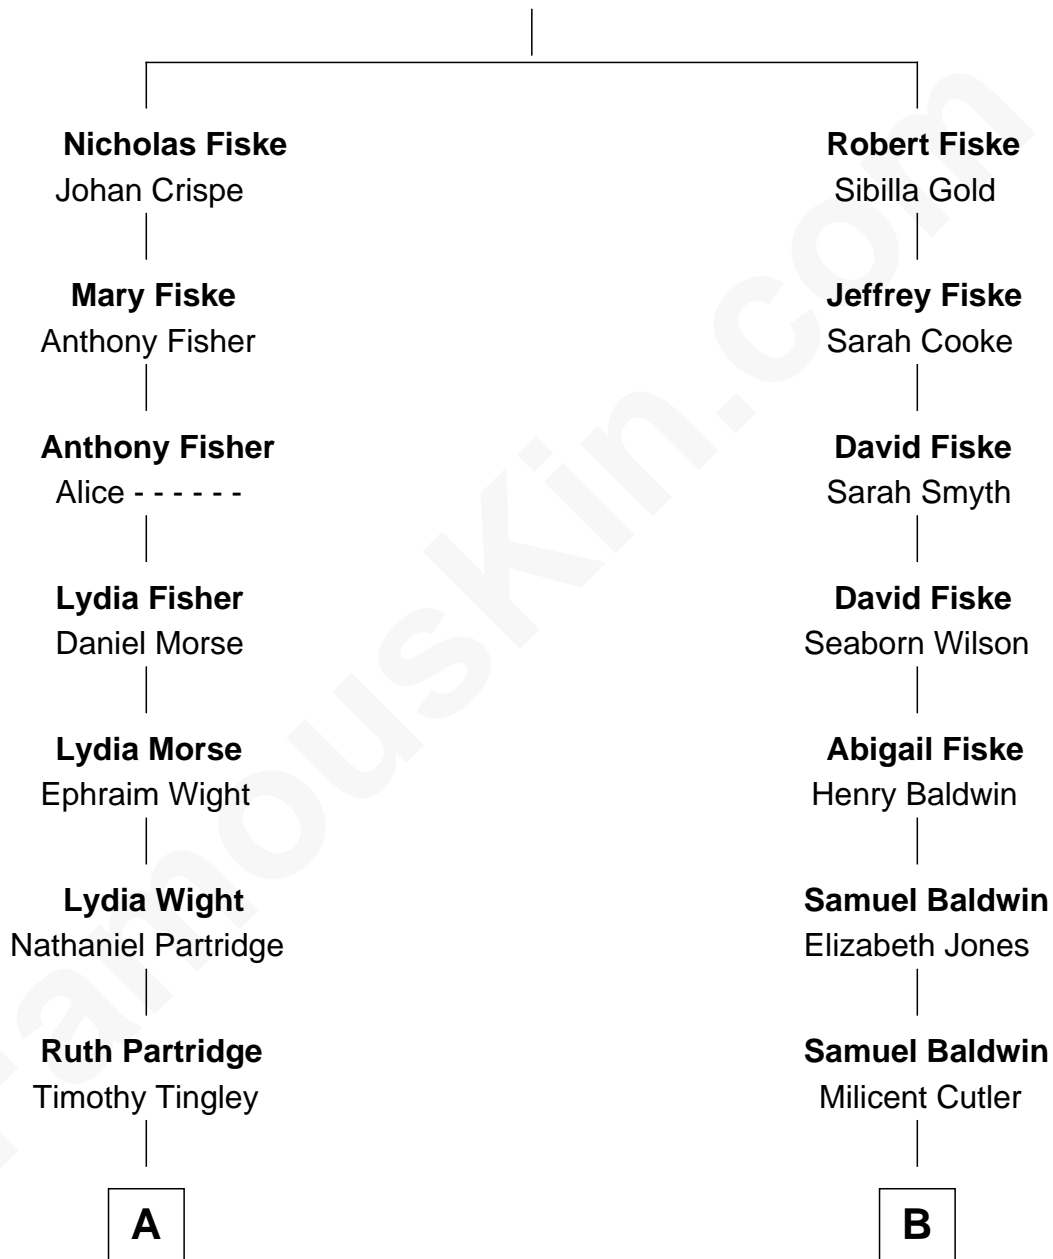 Nicholas Fiske
Johan Crispe
Mary Fiske
Anthony Fisher
Anthony Fisher
Alice - - - - - -
Lydia Fisher
Daniel Morse
Lydia Morse
Ephraim Wight
Lydia Wight
Nathaniel Partridge
Ruth Partridge
Timothy Tingley
A
Robert Fiske
Sibilla Gold
Jeffrey Fiske
Sarah Cooke
David Fiske
Sarah Smyth
David Fiske
Seaborn Wilson
Abigail Fiske
Henry Baldwin
Samuel Baldwin
Elizabeth Jones
Samuel Baldwin
Milicent Cutler
B
FamousKin.com